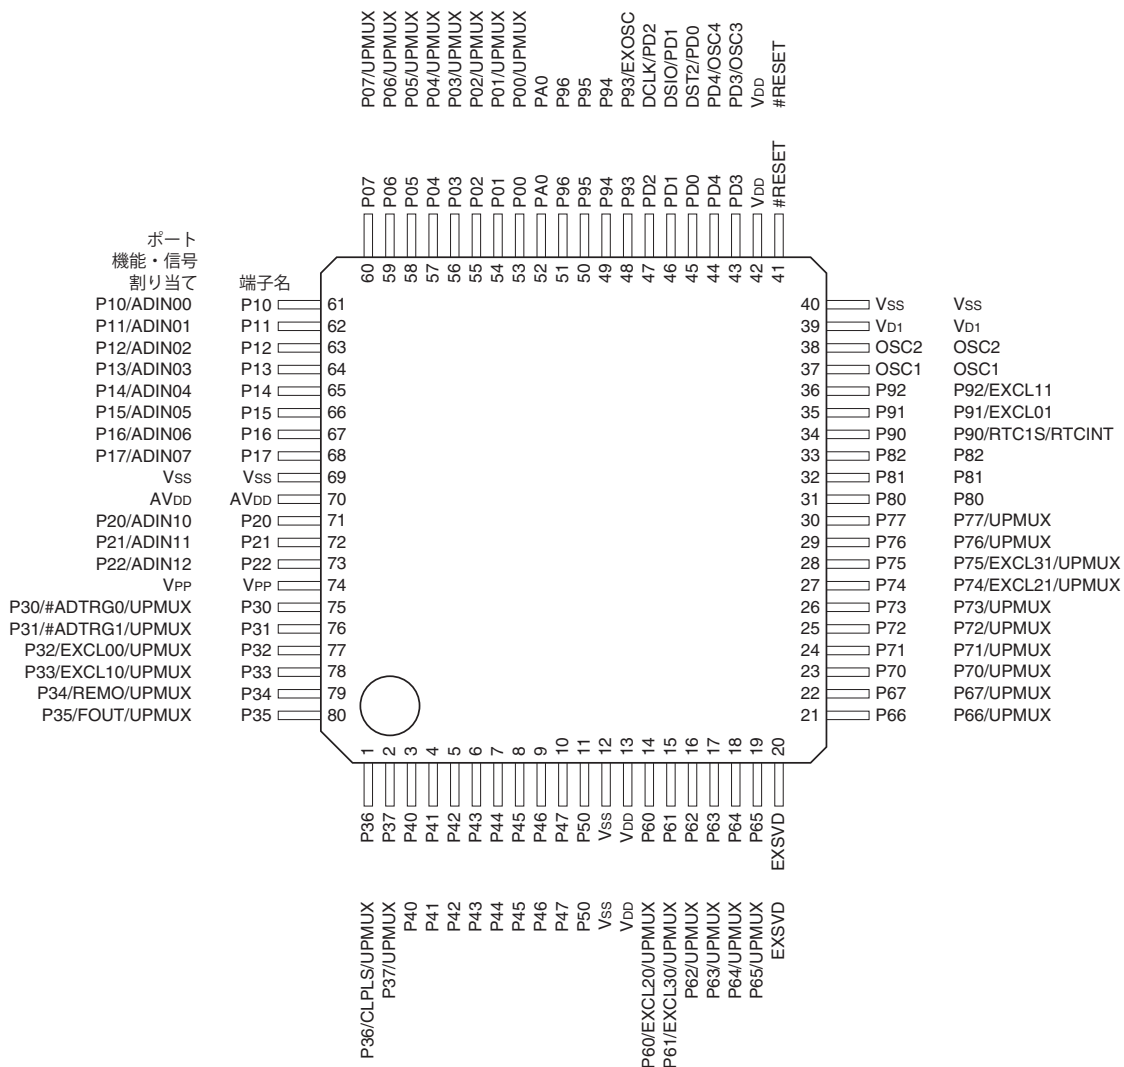 P07/UPMUX
P06/UPMUX
P05/UPMUX
P04/UPMUX
P03/UPMUX
P02/UPMUX
P01/UPMUX
P00/UPMUX
PA0
P96
P95
P94
P93/EXOSC
DCLK/PD2
DSIO/PD1
DST2/PD0
PD4/OSC4
PD3/OSC3
VDD
#RESET
P07
P06
P05
P04
P03
P02
P01
P00
PA0
P96
P95
P94
P93
PD2
PD1
PD0
PD4
PD3
VDD
#RESET
60
59
58
57
56
55
54
53
52
51
50
49
48
47
46
45
44
43
42
41
ポート
機能・信号
割り当て 端子名
P10/ADIN00 P10 61
P11/ADIN01 P11 62
P12/ADIN02 P12 63
P13/ADIN03 P13 64
P14/ADIN04 P14 65
P15/ADIN05 P15 66
P16/ADIN06 P16 67
P17/ADIN07 P17 68
VSS VSS 69
AVDD AVDD 70
P20/ADIN10 P20 71
P21/ADIN11 P21 72
P22/ADIN12 P22 73
VPP VPP 74
P30/#ADTRG0/UPMUX P30 75
P31/#ADTRG1/UPMUX P31 76
P32/EXCL00/UPMUX P32 77
P33/EXCL10/UPMUX P33 78
P34/REMO/UPMUX P34 79
P35/FOUT/UPMUX P35 80
40 VSS VSS
39 VD1 VD1
38 OSC2 OSC2
37 OSC1 OSC1
36 P92 P92/EXCL11
35 P91 P91/EXCL01
34 P90 P90/RTC1S/RTCINT
33 P82 P82
32 P81 P81
31 P80 P80
30 P77 P77/UPMUX
29 P76 P76/UPMUX
28 P75 P75/EXCL31/UPMUX
27 P74 P74/EXCL21/UPMUX
26 P73 P73/UPMUX
25 P72 P72/UPMUX
24 P71 P71/UPMUX
23 P70 P70/UPMUX
22 P67 P67/UPMUX
21 P66 P66/UPMUX
1
2
3
4
5
6
7
8
9
10
11
12
13
14
15
16
17
18
19
20
P36
P37
P40
P41
P42
P43
P44
P45
P46
P47
P50
VSS
VDD
P60
P61
P62
P63
P64
P65
EXSVD
P36/CLPLS/UPMUX
P37/UPMUX
P40
P41
P42
P43
P44
P45
P46
P47
P50
VSS
VDD
P60/EXCL20/UPMUX
P61/EXCL30/UPMUX
P62/UPMUX
P63/UPMUX
P64/UPMUX
P65/UPMUX
EXSVD